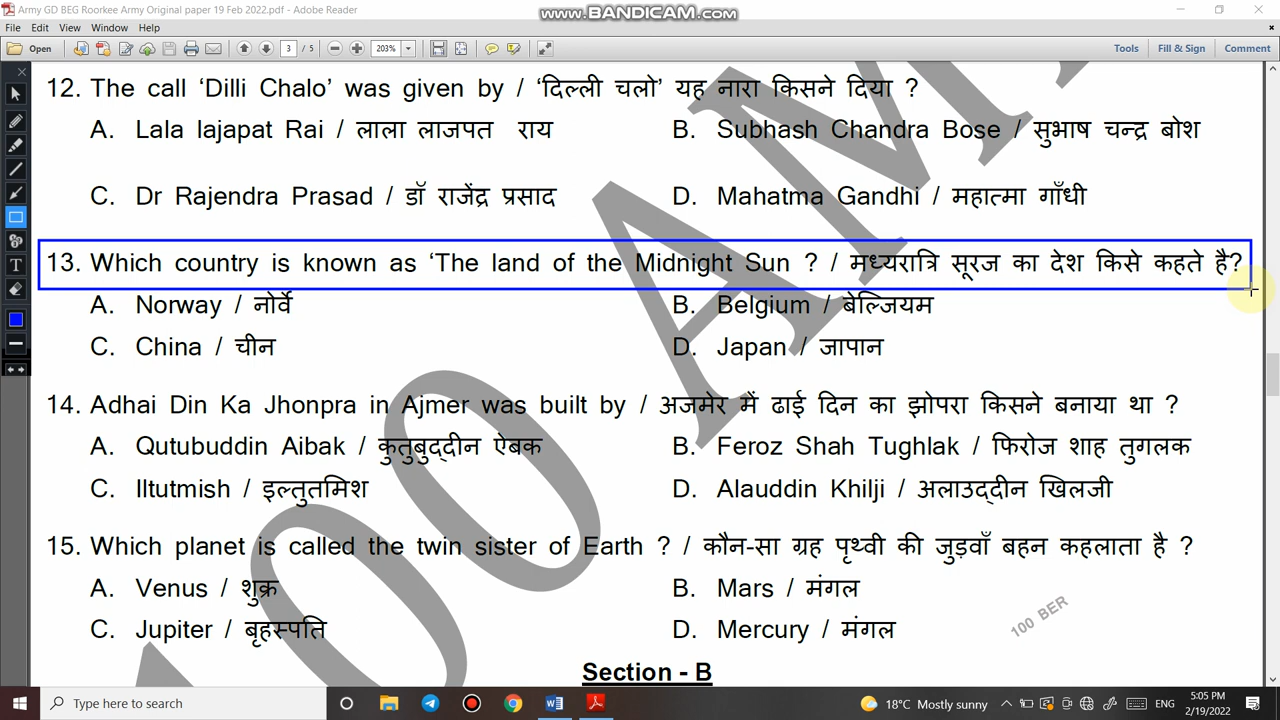 Army GD BEG Roorkee Army Original paper 19 Feb 2022.pdf - Adobe Reader
www.BANDICAM.com
File Edit View Window Help
Open 3 / 5 203% Tools Fill & Sign Comment
12. The call ‘Dilli Chalo’ was given by / ‘दिल्ली चलो’ यह नारा किसने दिया ?
A. Lala lajapat Rai / लाला लाजपत राय B. Subhash Chandra Bose / सुभाष चन्द्र बोश
C. Dr Rajendra Prasad / डॉ राजेंद्र प्रसाद D. Mahatma Gandhi / महात्मा गाँधी
13. Which country is known as ‘The land of the Midnight Sun ? / मध्यरात्रि सूरज का देश किसे कहते है?
A. Norway / नोर्वे B. Belgium / बेल्जियम
C. China / चीन D. Japan / जापान
14. Adhai Din Ka Jhonpra in Ajmer was built by / अजमेर में ढाई दिन का झोपरा किसने बनाया था ?
A. Qutubuddin Aibak / कुतुबुद्दीन ऐबक B. Feroz Shah Tughlak / फिरोज शाह तुगलक
C. Iltutmish / इल्तुतमिश D. Alauddin Khilji / अलाउद्दीन खिलजी
15. Which planet is called the twin sister of Earth ? / कौन-सा ग्रह पृथ्वी की जुड़वाँ बहन कहलाता है ?
A. Venus / शुक्र B. Mars / मंगल
C. Jupiter / बृहस्पति D. Mercury / मंगल
100 BER
Section - B
Type here to search 18°C Mostly sunny ENG 5:05 PM
2/19/2022